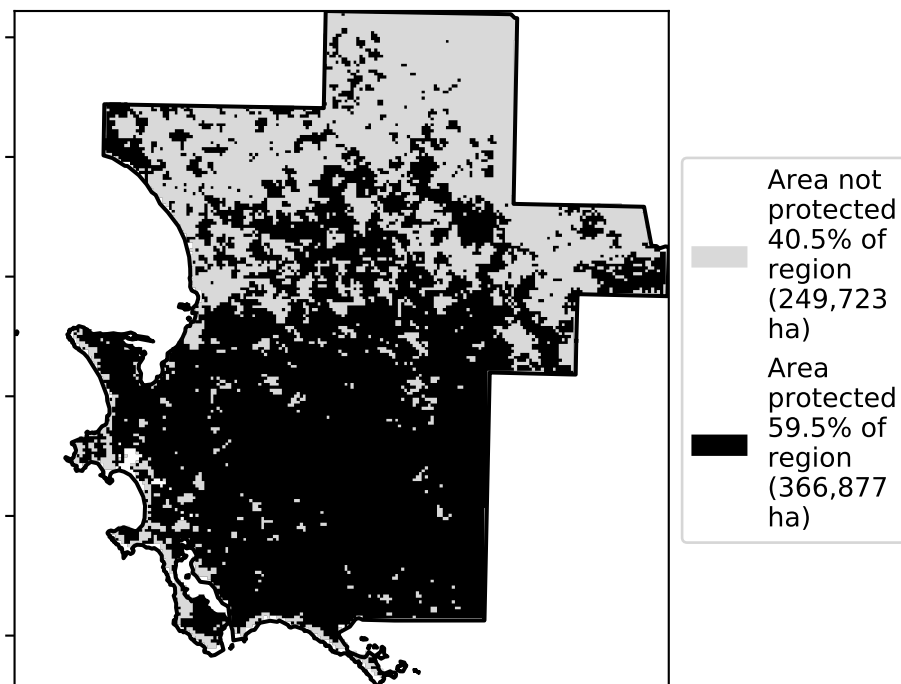 Area not
protected
40.5% of
region
(249,723
ha)
Area
protected
59.5% of
region
(366,877
ha)